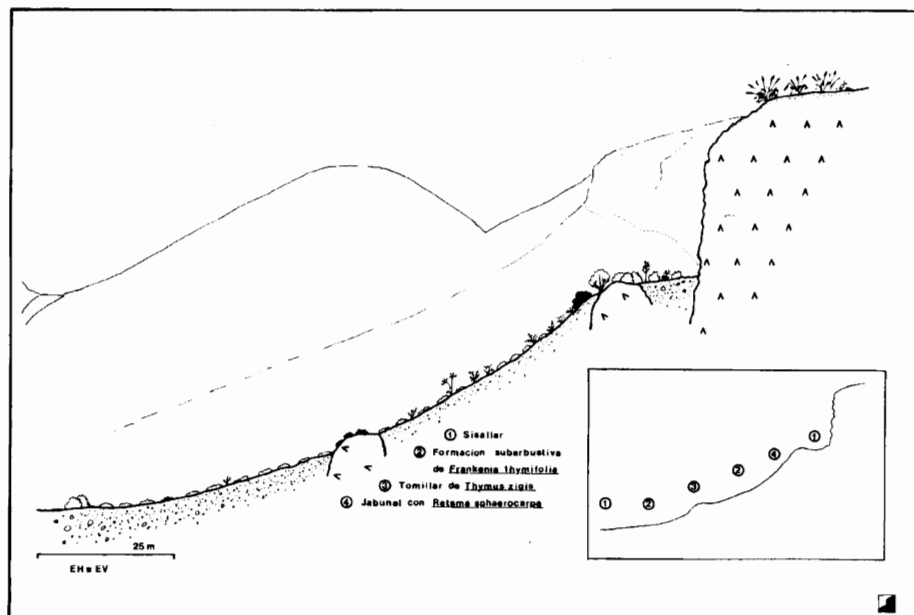 ① Sisallar
② Formacion subarbustiva
de Frankenia thymifolia
③ Tomillar de Thymus zigis
④ Jabunal con Retama sphaerocarpa
25 m
EH = EV
① ② ③ ② ④ ①